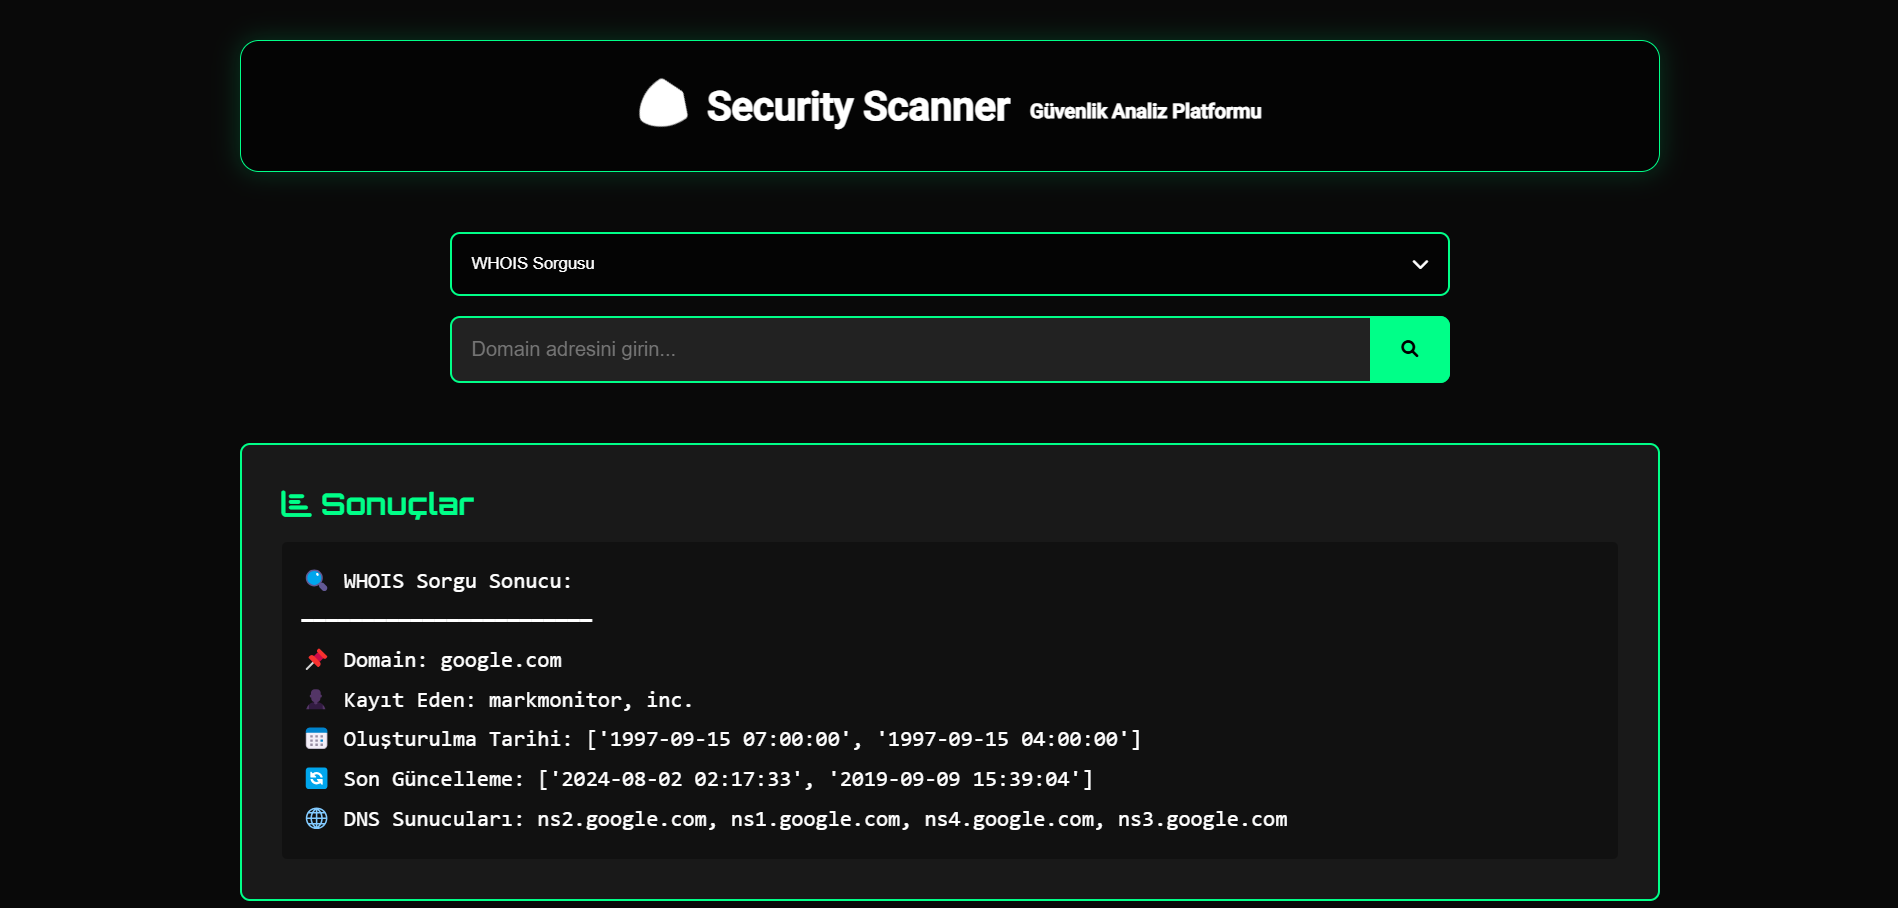 Security Scanner Güvenlik Analiz Platformu
WHOIS Sorgusu
Domain adresini girin...
Sonuçlar
WHOIS Sorgu Sonucu:
Domain: google.com
Kayıt Eden: markmonitor, inc.
Oluşturulma Tarihi: ['1997-09-15 07:00:00', '1997-09-15 04:00:00']
Son Güncelleme: ['2024-08-02 02:17:33', '2019-09-09 15:39:04']
DNS Sunucuları: ns2.google.com, ns1.google.com, ns4.google.com, ns3.google.com